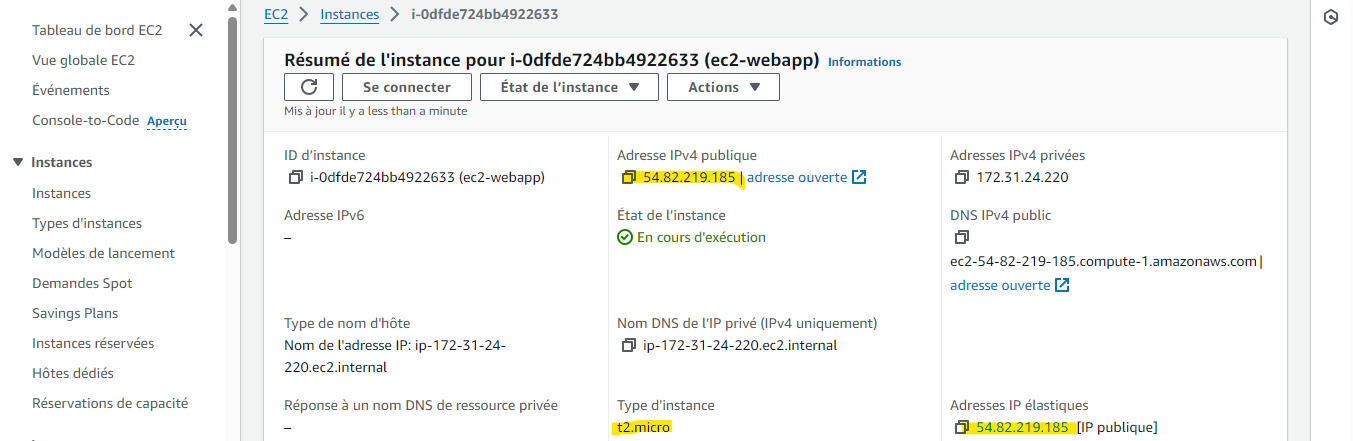 Tableau de bord EC2
Vue globale EC2
Événements
Console-to-Code Aperçu
Instances
Instances
Types d'instances
Modèles de lancement
Demandes Spot
Savings Plans
Instances réservées
Hôtes dédiés
Réservations de capacité
EC2 > Instances > i-0dfde724bb4922633
Résumé de l'instance pour i-0dfde724bb4922633 (ec2-webapp) Informations
Se connecter État de l'instance Actions
Mis à jour il y a less than a minute
ID d'instance
i-0dfde724bb4922633 (ec2-webapp)
Adresse IPv4 publique
54.82.219.185 | adresse ouverte
Adresses IPv4 privées
172.31.24.220
Adresse IPv6
–
État de l'instance
En cours d'exécution
DNS IPv4 public
ec2-54-82-219-185.compute-1.amazonaws.com |
adresse ouverte
Type de nom d'hôte
Nom de l'adresse IP: ip-172-31-24-
220.ec2.internal
Nom DNS de l'IP privé (IPv4 uniquement)
ip-172-31-24-220.ec2.internal
Réponse à un nom DNS de ressource privée
–
Type d'instance
t2.micro
Adresses IP élastiques
54.82.219.185 [IP publique]